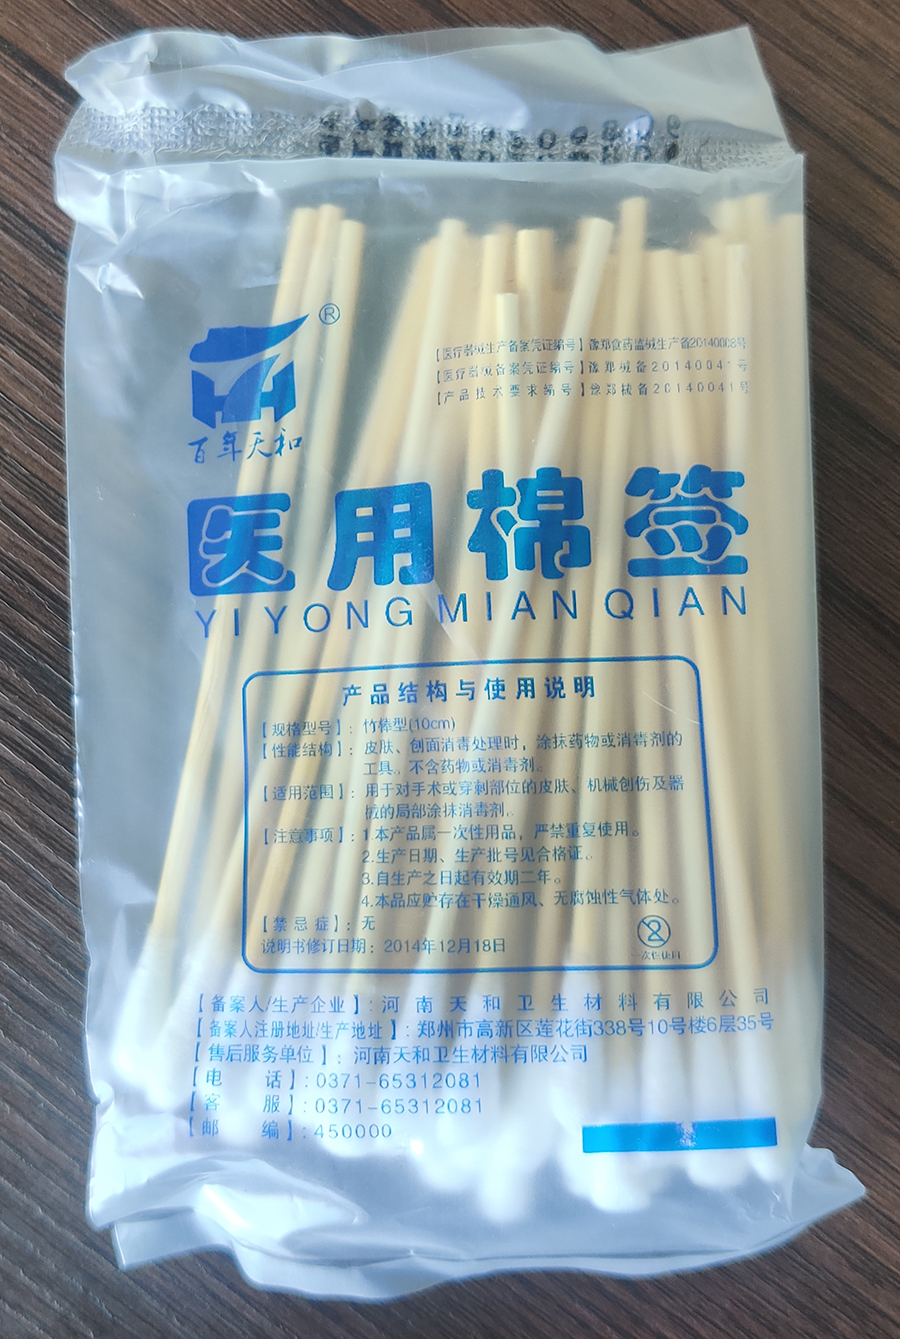 ®
百年天和
【医疗器械生产备案凭证编号】豫郑食药监械生产备20140008号
【医疗器械备案凭证编号】豫郑械备20140041号
【产品技术要求编号】豫郑械备20140041号
医用棉签
YIYONG MIAN QIAN
产品结构与使用说明
【规格型号】：竹棒型(10cm)
【性能结构】：皮肤、创面消毒处理时，涂抹药物或消毒剂的
工具。不含药物或消毒剂。
【适用范围】：用于对手术或穿刺部位的皮肤、机械创伤及器
械的局部涂抹消毒剂。
【注意事项】：1.本产品属一次性用品，严禁重复使用。
2.生产日期、生产批号见合格证。
3.自生产之日起有效期二年。
4.本品应贮存在干燥通风、无腐蚀性气体处。
【禁忌症】：无
说明书修订日期：2014年12月18日
2
一次性使用
【备案人/生产企业】：河南天和卫生材料有限公司
【备案人注册地址/生产地址】：郑州市高新区莲花街338号10号楼6层35号
【售后服务单位】：河南天和卫生材料有限公司
【电 话】：0371-65312081
【客 服】：0371-65312081
【邮 编】：450000